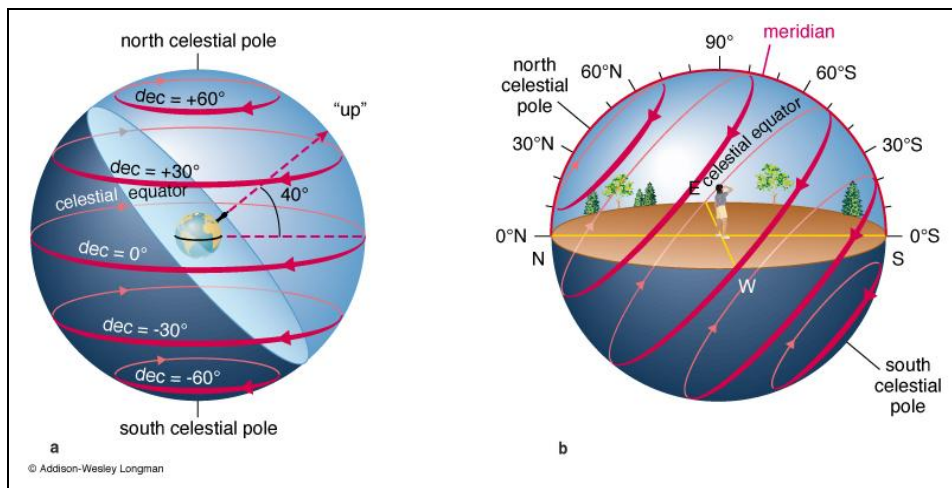 north celestial pole
dec = +60°
"up"
dec = +30°
celestial equator
40°
dec = 0°
dec = -30°
dec = -60°
south celestial pole
a
© Addison-Wesley Longman
90°
meridian
north
celestial
pole
60°N
60°S
30°N
30°S
celestial equator
E
0°N
0°S
N
S
W
south
celestial
pole
b